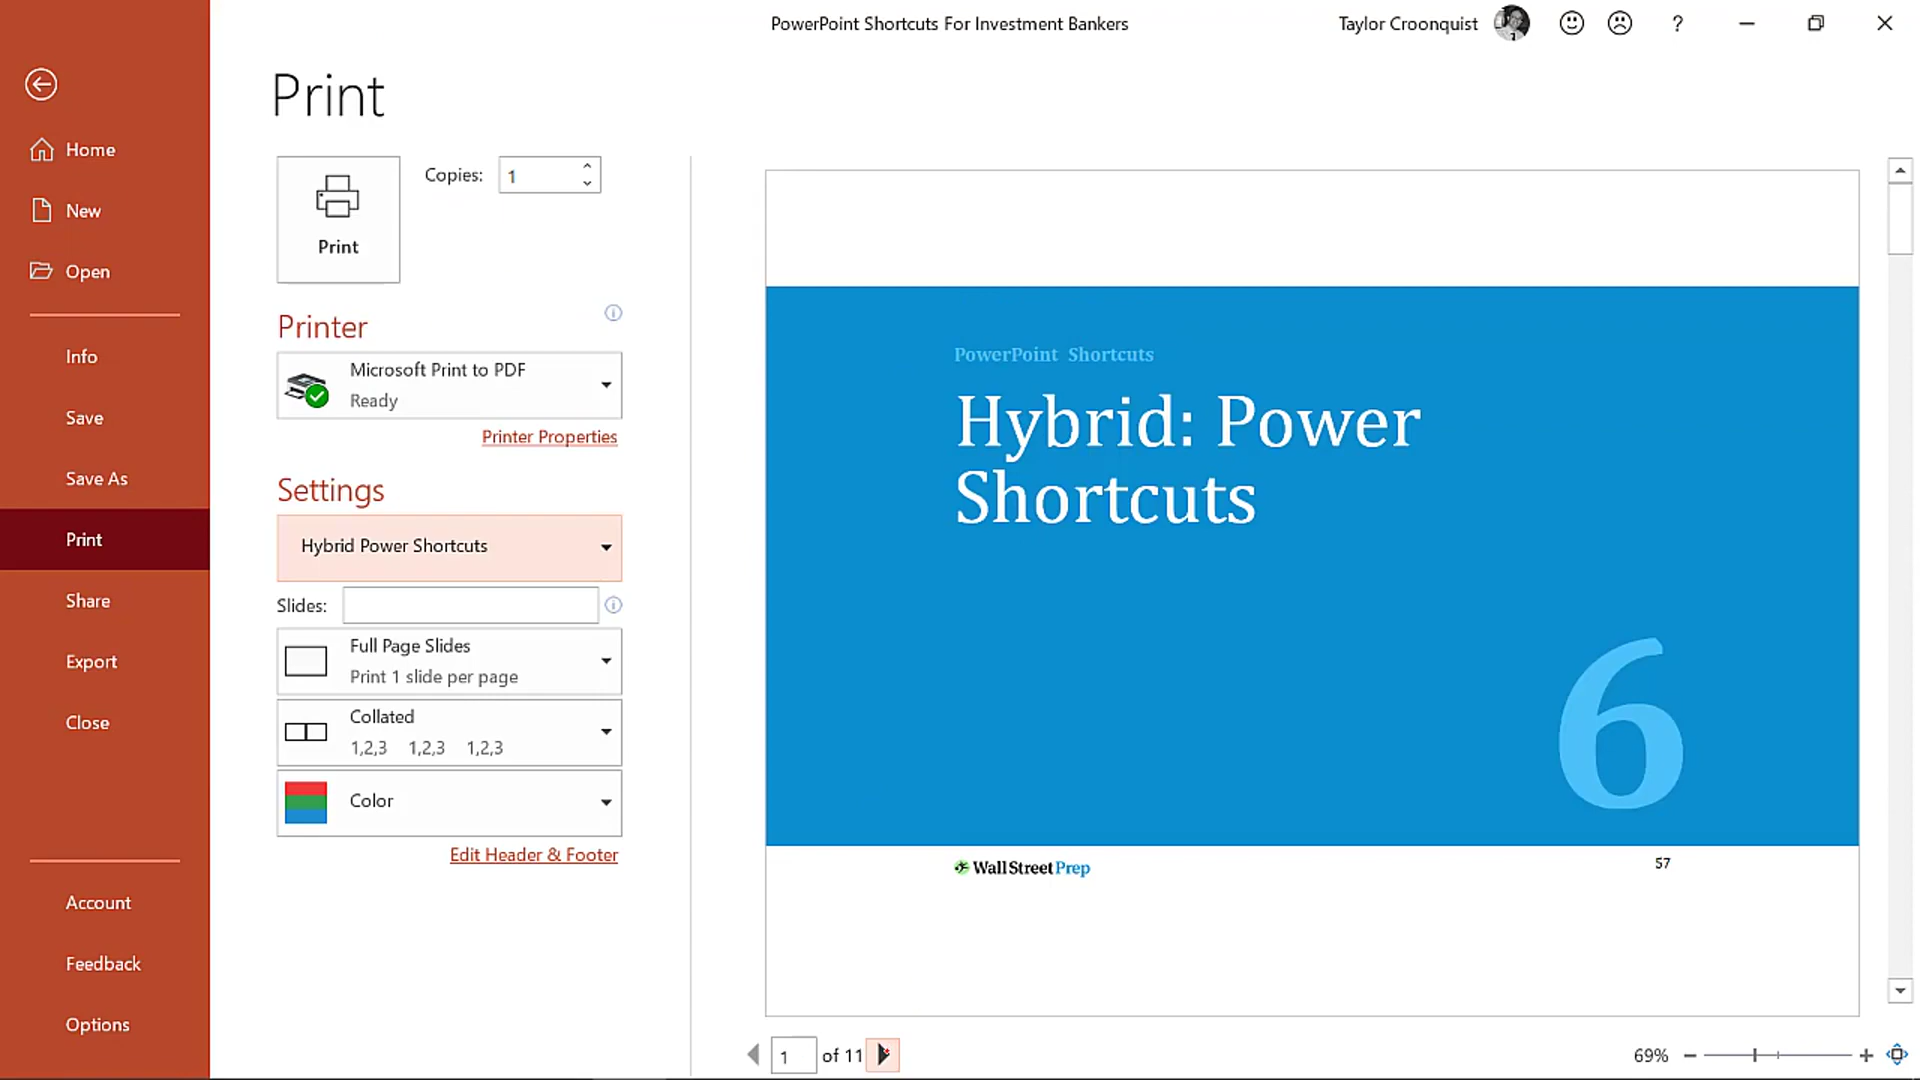 PowerPoint Shortcuts For Investment Bankers
Taylor Croonquist
?
Print
Home
New
Open
Info
Save
Save As
Print
Share
Export
Close
Account
Feedback
Options
Print
Copies: 1
Printer
Microsoft Print to PDF
Ready
Printer Properties
Settings
Hybrid Power Shortcuts
Slides:
Full Page Slides
Print 1 slide per page
Collated
1,2,3 1,2,3 1,2,3
Color
Edit Header & Footer
PowerPoint Shortcuts
Hybrid: Power
Shortcuts
6
Wall Street Prep
57
1 of 11
69%